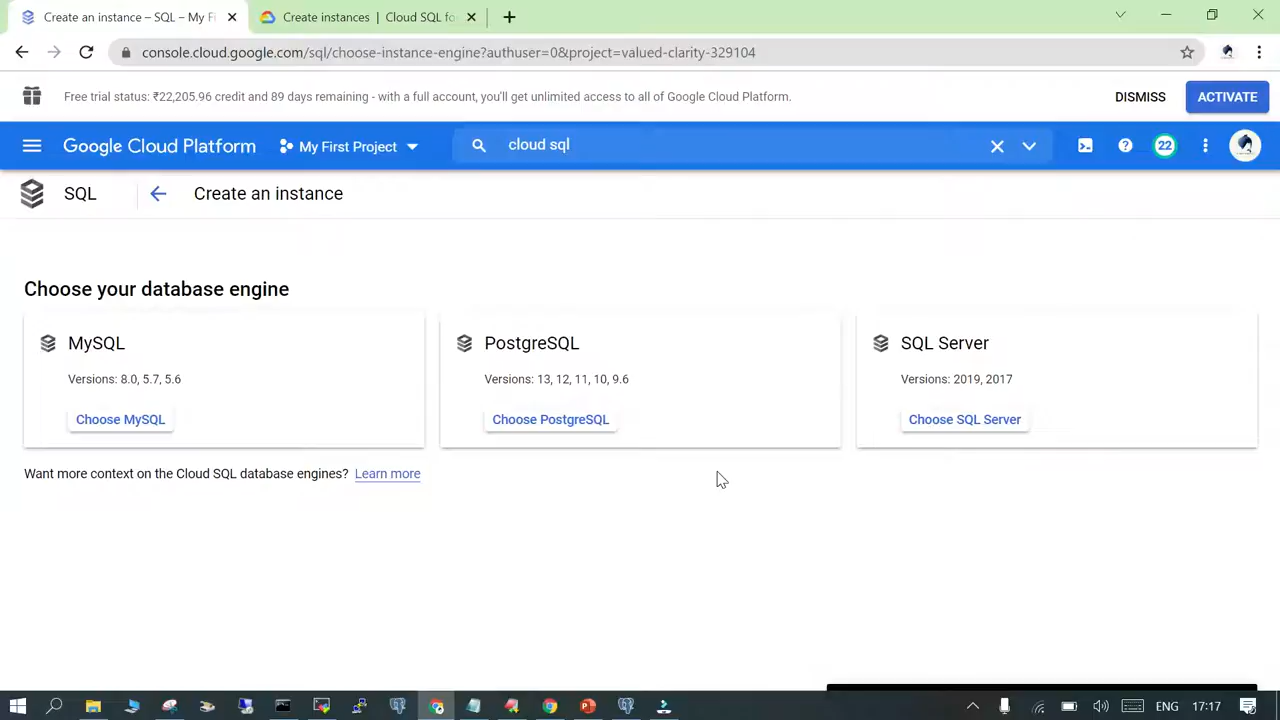 Create an instance – SQL – My F
Create instances | Cloud SQL fo
console.cloud.google.com/sql/choose-instance-engine?authuser=0&project=valued-clarity-329104
Free trial status: ₹22,205.96 credit and 89 days remaining - with a full account, you'll get unlimited access to all of Google Cloud Platform.
DISMISS
ACTIVATE
Google Cloud Platform
My First Project
cloud sql
22
SQL
Create an instance
Choose your database engine
MySQL
Versions: 8.0, 5.7, 5.6
Choose MySQL
PostgreSQL
Versions: 13, 12, 11, 10, 9.6
Choose PostgreSQL
SQL Server
Versions: 2019, 2017
Choose SQL Server
Want more context on the Cloud SQL database engines? Learn more
ENG
17:17